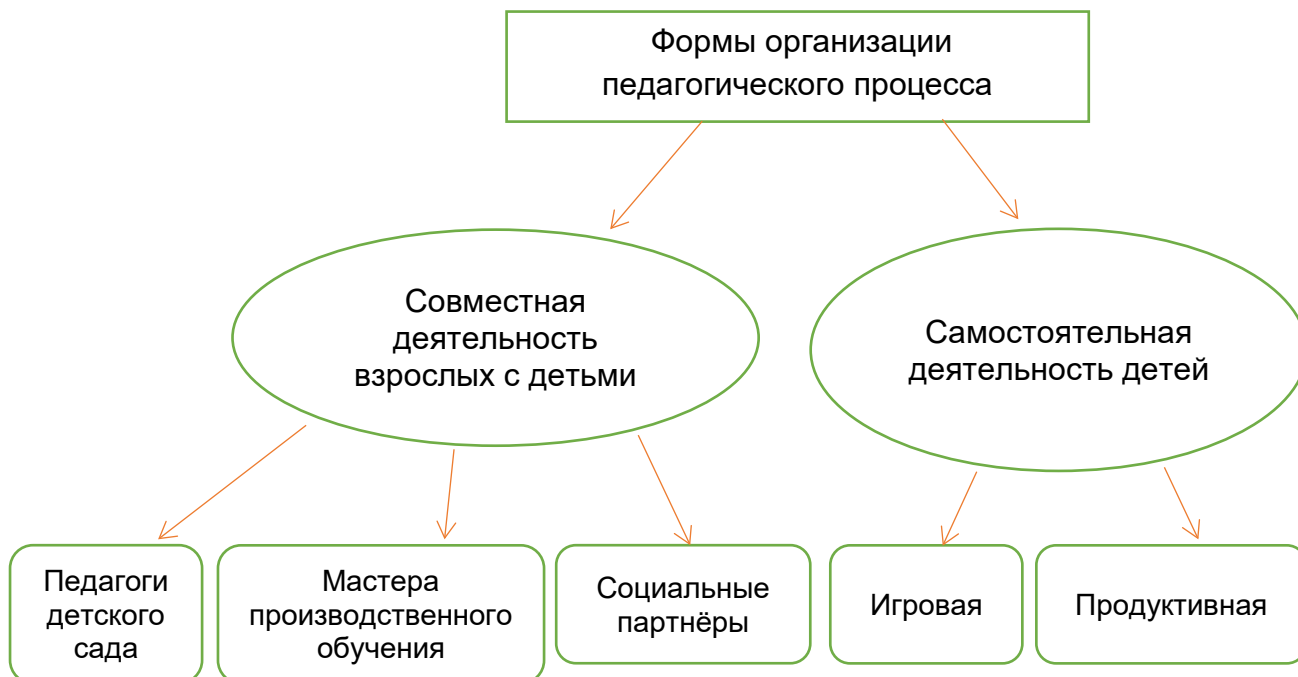 Формы организации
педагогического процесса
Совместная
деятельность
взрослых с детьми
Самостоятельная
деятельность детей
Педагоги
детского
сада
Мастера
производственного
обучения
Социальные
партнёры
Игровая
Продуктивная